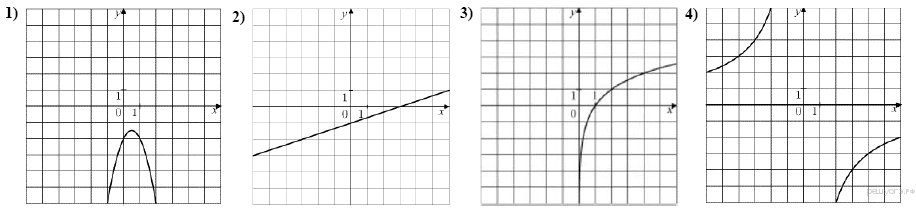 1) y 1 0 1 x
2) y 1 0 1 x
3) y 1 0 1 x
4) y 1 0 1 x